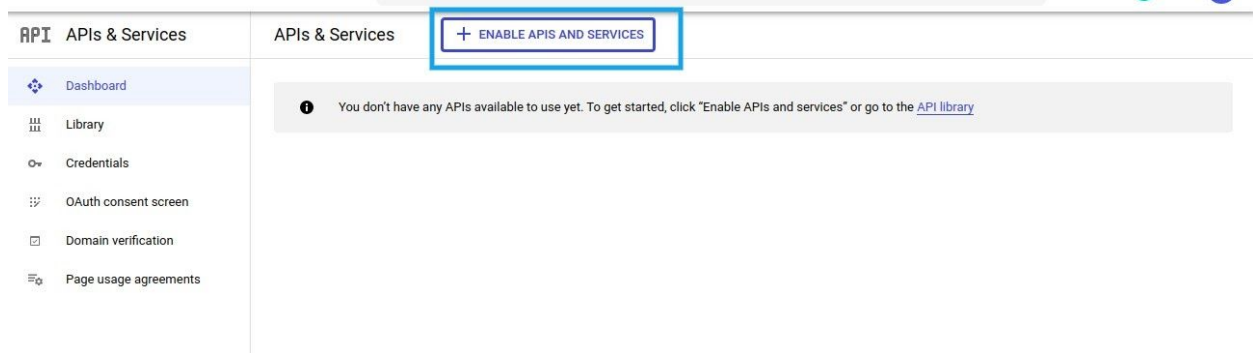 API APIs & Services
APIs & Services
+ ENABLE APIS AND SERVICES
Dashboard
Library
Credentials
OAuth consent screen
Domain verification
Page usage agreements
You don't have any APIs available to use yet. To get started, click "Enable APIs and services" or go to the API library